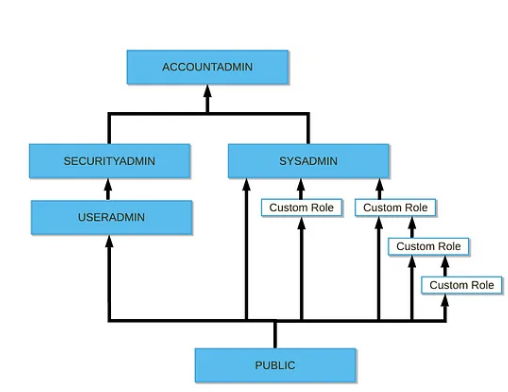 ACCOUNTADMIN
SECURITYADMIN
SYSADMIN
USERADMIN
Custom Role
Custom Role
Custom Role
Custom Role
PUBLIC